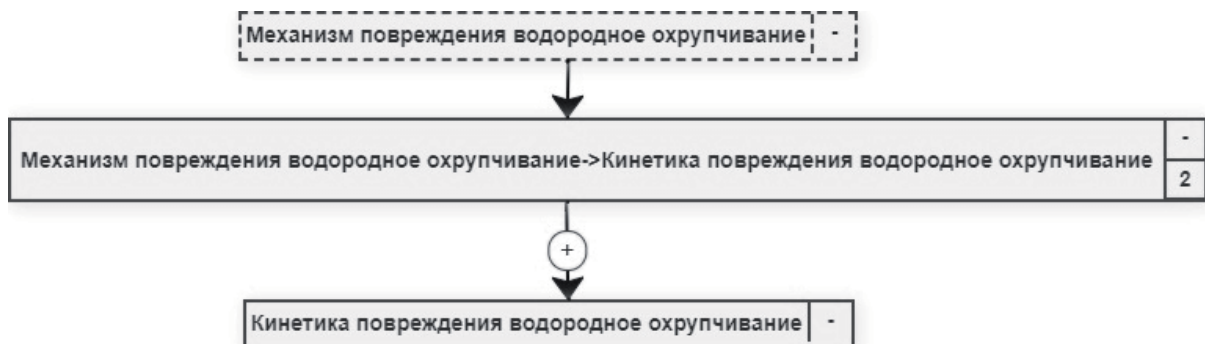 Механизм повреждения водородное охрупчивание -
Механизм повреждения водородное охрупчивание->Кинетика повреждения водородное охрупчивание
-
2
+
Кинетика повреждения водородное охрупчивание -